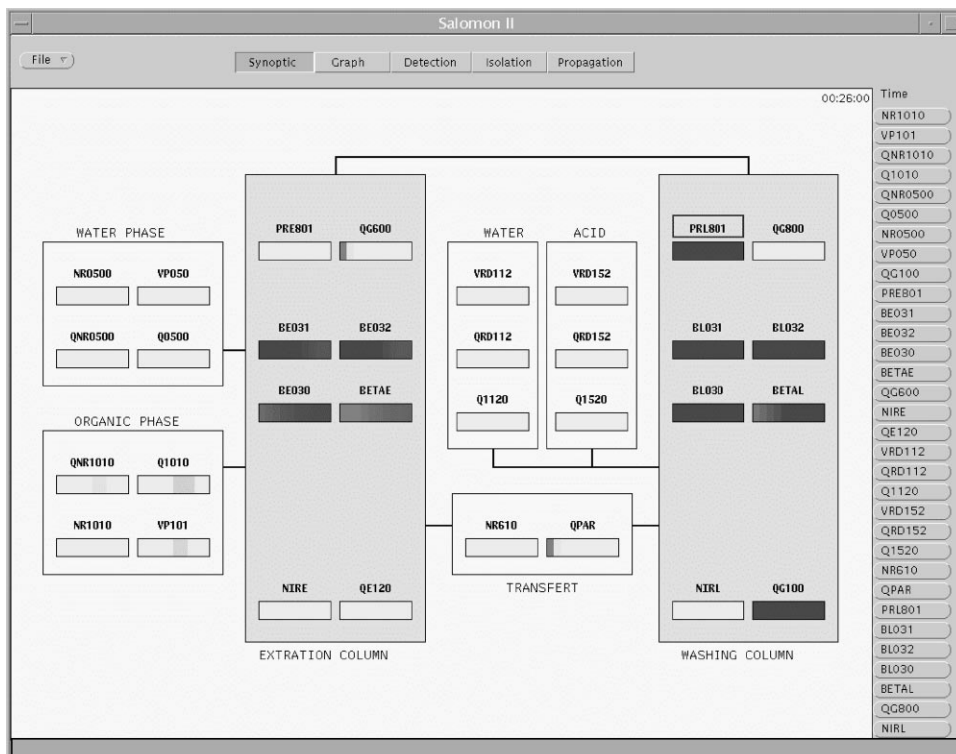 Salomon II
File
Synoptic Graph Detection Isolation Propagation
00:26:00
WATER PHASE
NR0500 VP050
QNR0500 Q0500
ORGANIC PHASE
QNR1010 Q1010
NR1010 VP101
PRE801 QG600
BE031 BE032
BE030 BETAE
NIRE QE120
EXTRATION COLUMN
WATER ACID
VRD112 VRD152
QRD112 QRD152
Q1120 Q1520
NR610 QPAR
TRANSFERT
PRL801 QG800
BL031 BL032
BL030 BETAL
NIRL QG100
WASHING COLUMN
Time
NR1010
VP101
QNR1010
Q1010
QNR0500
Q0500
NR0500
VP050
QG100
PRE801
BE031
BE032
BE030
BETAE
QG600
NIRE
QE120
VRD112
QRD112
Q1120
VRD152
QRD152
Q1520
NR610
QPAR
PRL801
BL031
BL032
BL030
BETAL
QG800
NIRL